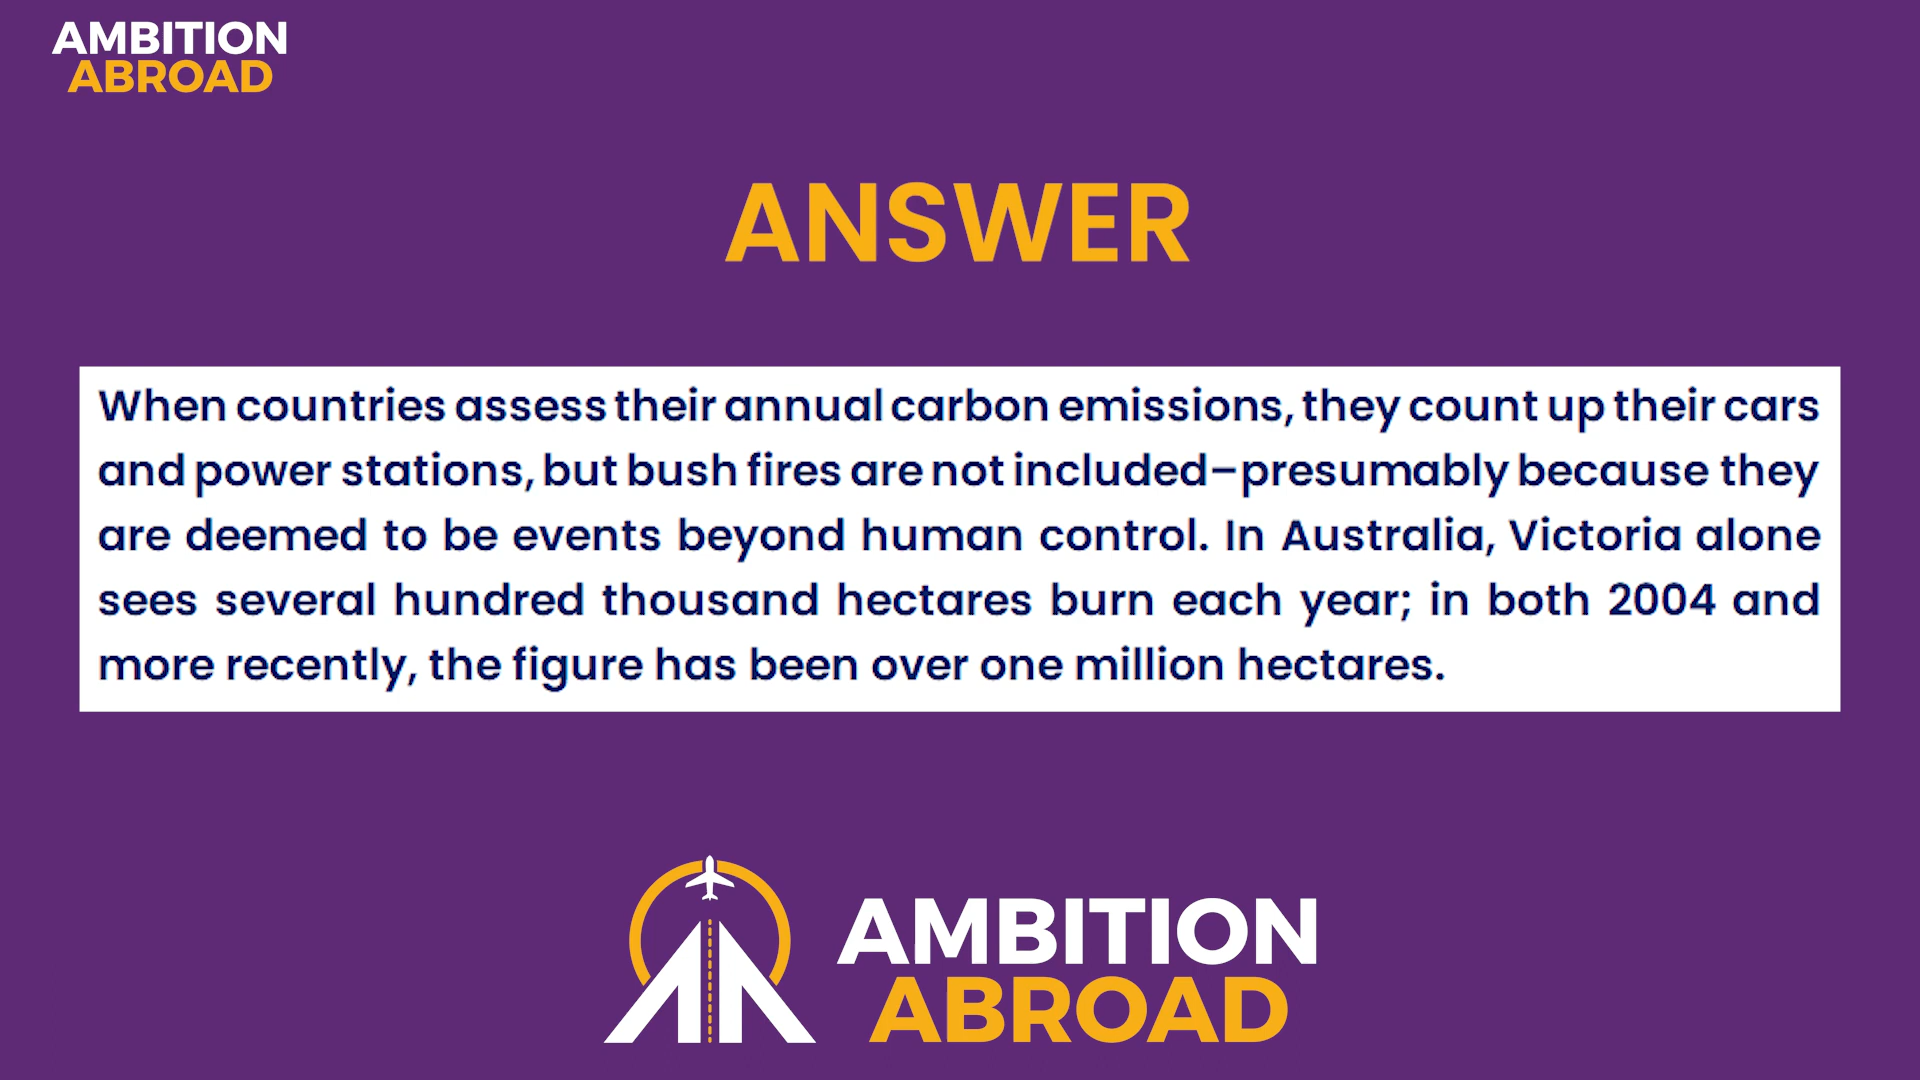 AMBITION
ABROAD
ANSWER
When countries assess their annual carbon emissions, they count up their cars
and power stations, but bush fires are not included–presumably because they
are deemed to be events beyond human control. In Australia, Victoria alone
sees several hundred thousand hectares burn each year; in both 2004 and
more recently, the figure has been over one million hectares.
AMBITION
ABROAD